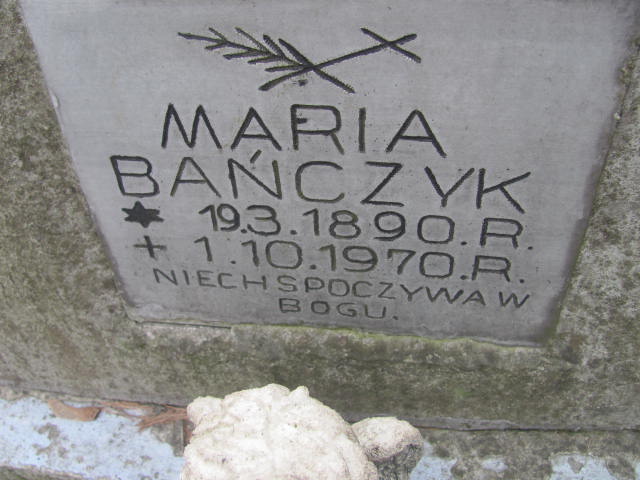 MARIA
BAŃCZYK
★ 19.3.1890.R.
+ 1.10.1970.R.
NIECH SPOCZYWA W
BOGU.